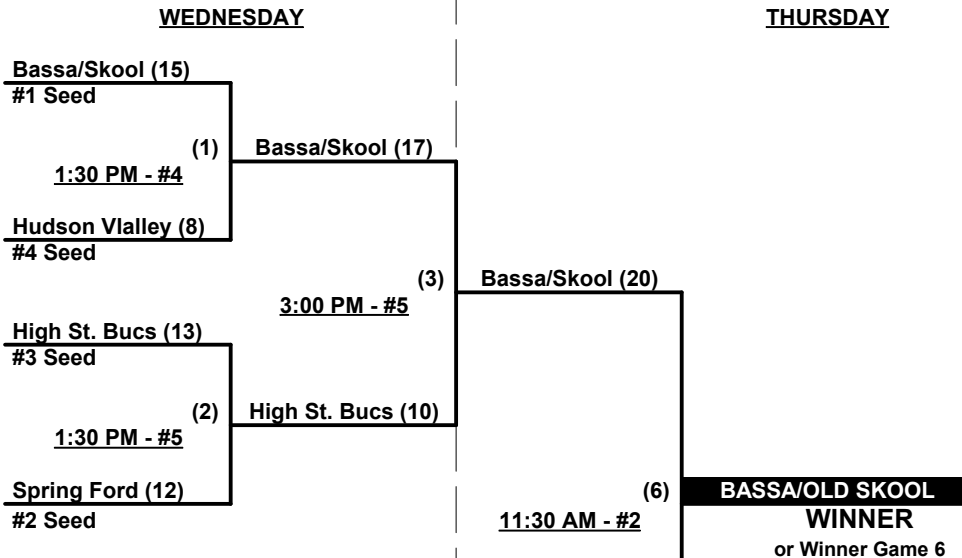 WEDNESDAY
THURSDAY
Bassa/Skool (15)
#1 Seed
(1)
Bassa/Skool (17)
1:30 PM - #4
Hudson Vlalley (8)
#4 Seed
(3)
Bassa/Skool (20)
3:00 PM - #5
High St. Bucs (13)
#3 Seed
(2)
High St. Bucs (10)
1:30 PM - #5
Spring Ford (12)
#2 Seed
(6)
BASSA/OLD SKOOL
11:30 AM - #2
WINNER
or Winner Game 6